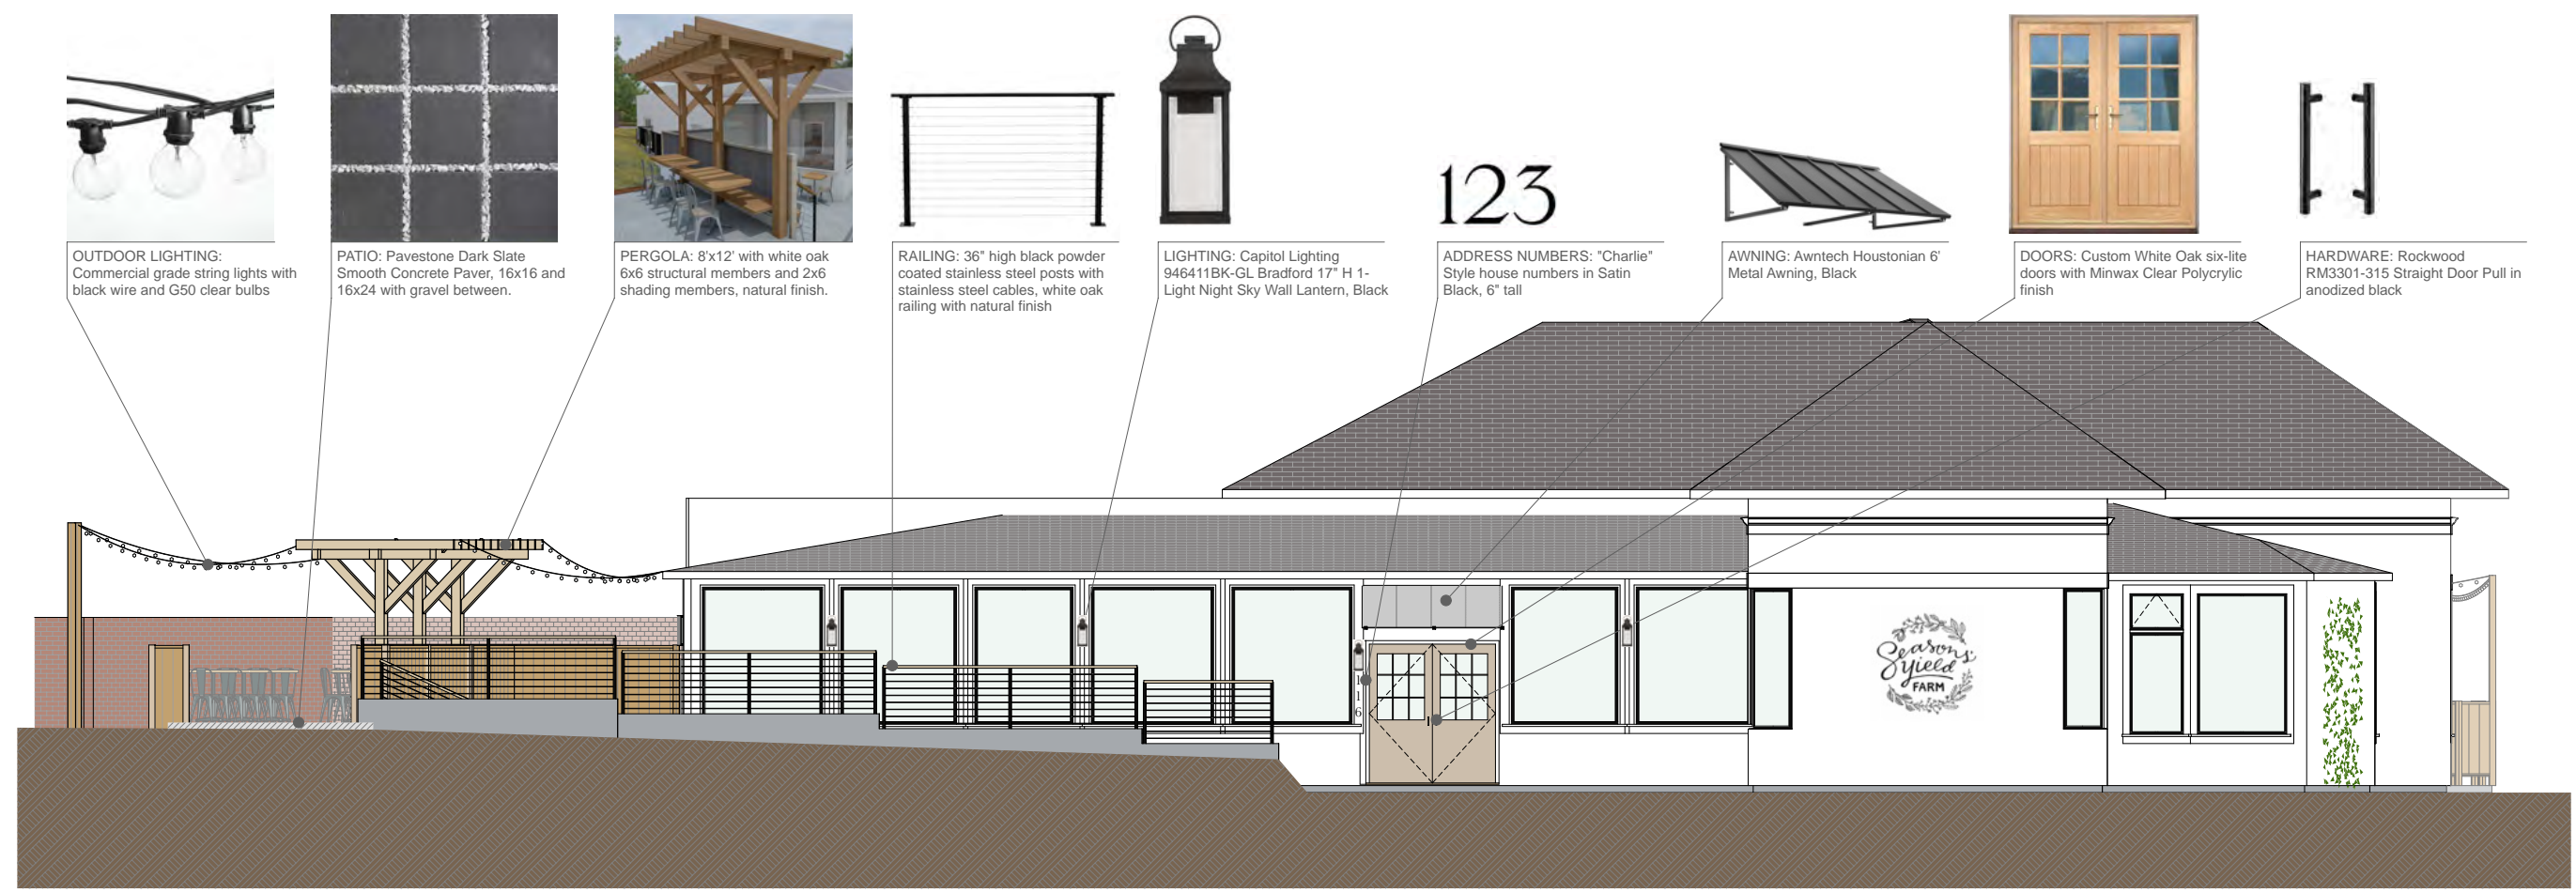 123
OUTDOOR LIGHTING:
Commercial grade string lights with
black wire and G50 clear bulbs
PATIO: Pavestone Dark Slate
Smooth Concrete Paver, 16x16 and
16x24 with gravel between.
PERGOLA: 8'x12' with white oak
6x6 structural members and 2x6
shading members, natural finish.
RAILING: 36" high black powder
coated stainless steel posts with
stainless steel cables, white oak
railing with natural finish
LIGHTING: Capitol Lighting
946411BK-GL Bradford 17" H 1-
Light Night Sky Wall Lantern, Black
ADDRESS NUMBERS: "Charlie"
Style house numbers in Satin
Black, 6" tall
AWNING: Awntech Houstonian 6'
Metal Awning, Black
DOORS: Custom White Oak six-lite
doors with Minwax Clear Polycrylic
finish
HARDWARE: Rockwood
RM3301-315 Straight Door Pull in
anodized black
Seasons'
Yield
FARM
1
1
6